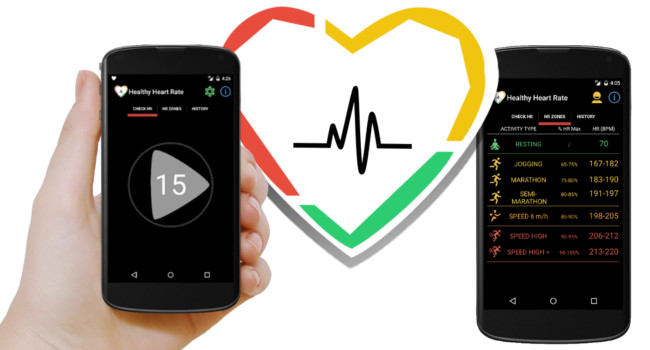 4:26
Healthy Heart Rate
CHECK HR HR ZONES HISTORY
15
4:05
Healthy Heart Rate
CHECK HR HR ZONES HISTORY
ACTIVITY TYPE % HR Max HR (BPM)
RESTING / 70
JOGGING 65-75% 167-182
MARATHON 75-80% 183-190
SEMI-
MARATHON 80-85% 191-197
SPEED 6 m/h 85-90% 198-205
SPEED HIGH 90-95% 206-212
SPEED HIGH + 95-100% 213-220